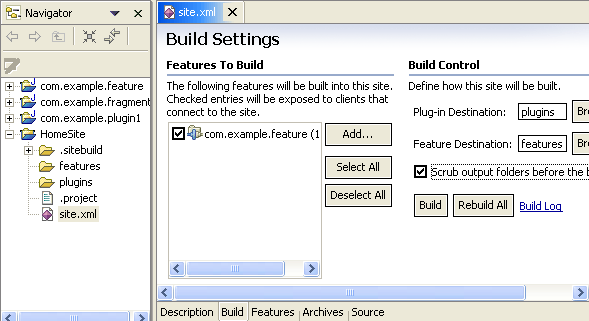 Navigator
com.example.feature
com.example.fragment
com.example.plugin1
HomeSite
.sitebuild
features
plugins
.project
site.xml
site.xml
Build Settings
Features To Build
The following features will be built into this site.
Checked entries will be exposed to clients that
connect to the site.
com.example.feature (1
Add...
Select All
Deselect All
Build Control
Define how this site will be built.
Plug-in Destination: plugins Bro
Feature Destination: features Bro
Scrub output folders before the b
Build Rebuild All Build Log
Description Build Features Archives Source